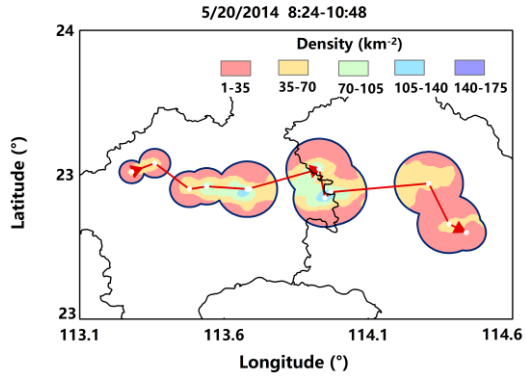 5/20/2014 8:24-10:48
24
Density (km-2)
1-35 35-70 70-105 105-140 140-175
23
23
113.1 113.6 114.1 114.6
Latitude (°)
Longitude (°)